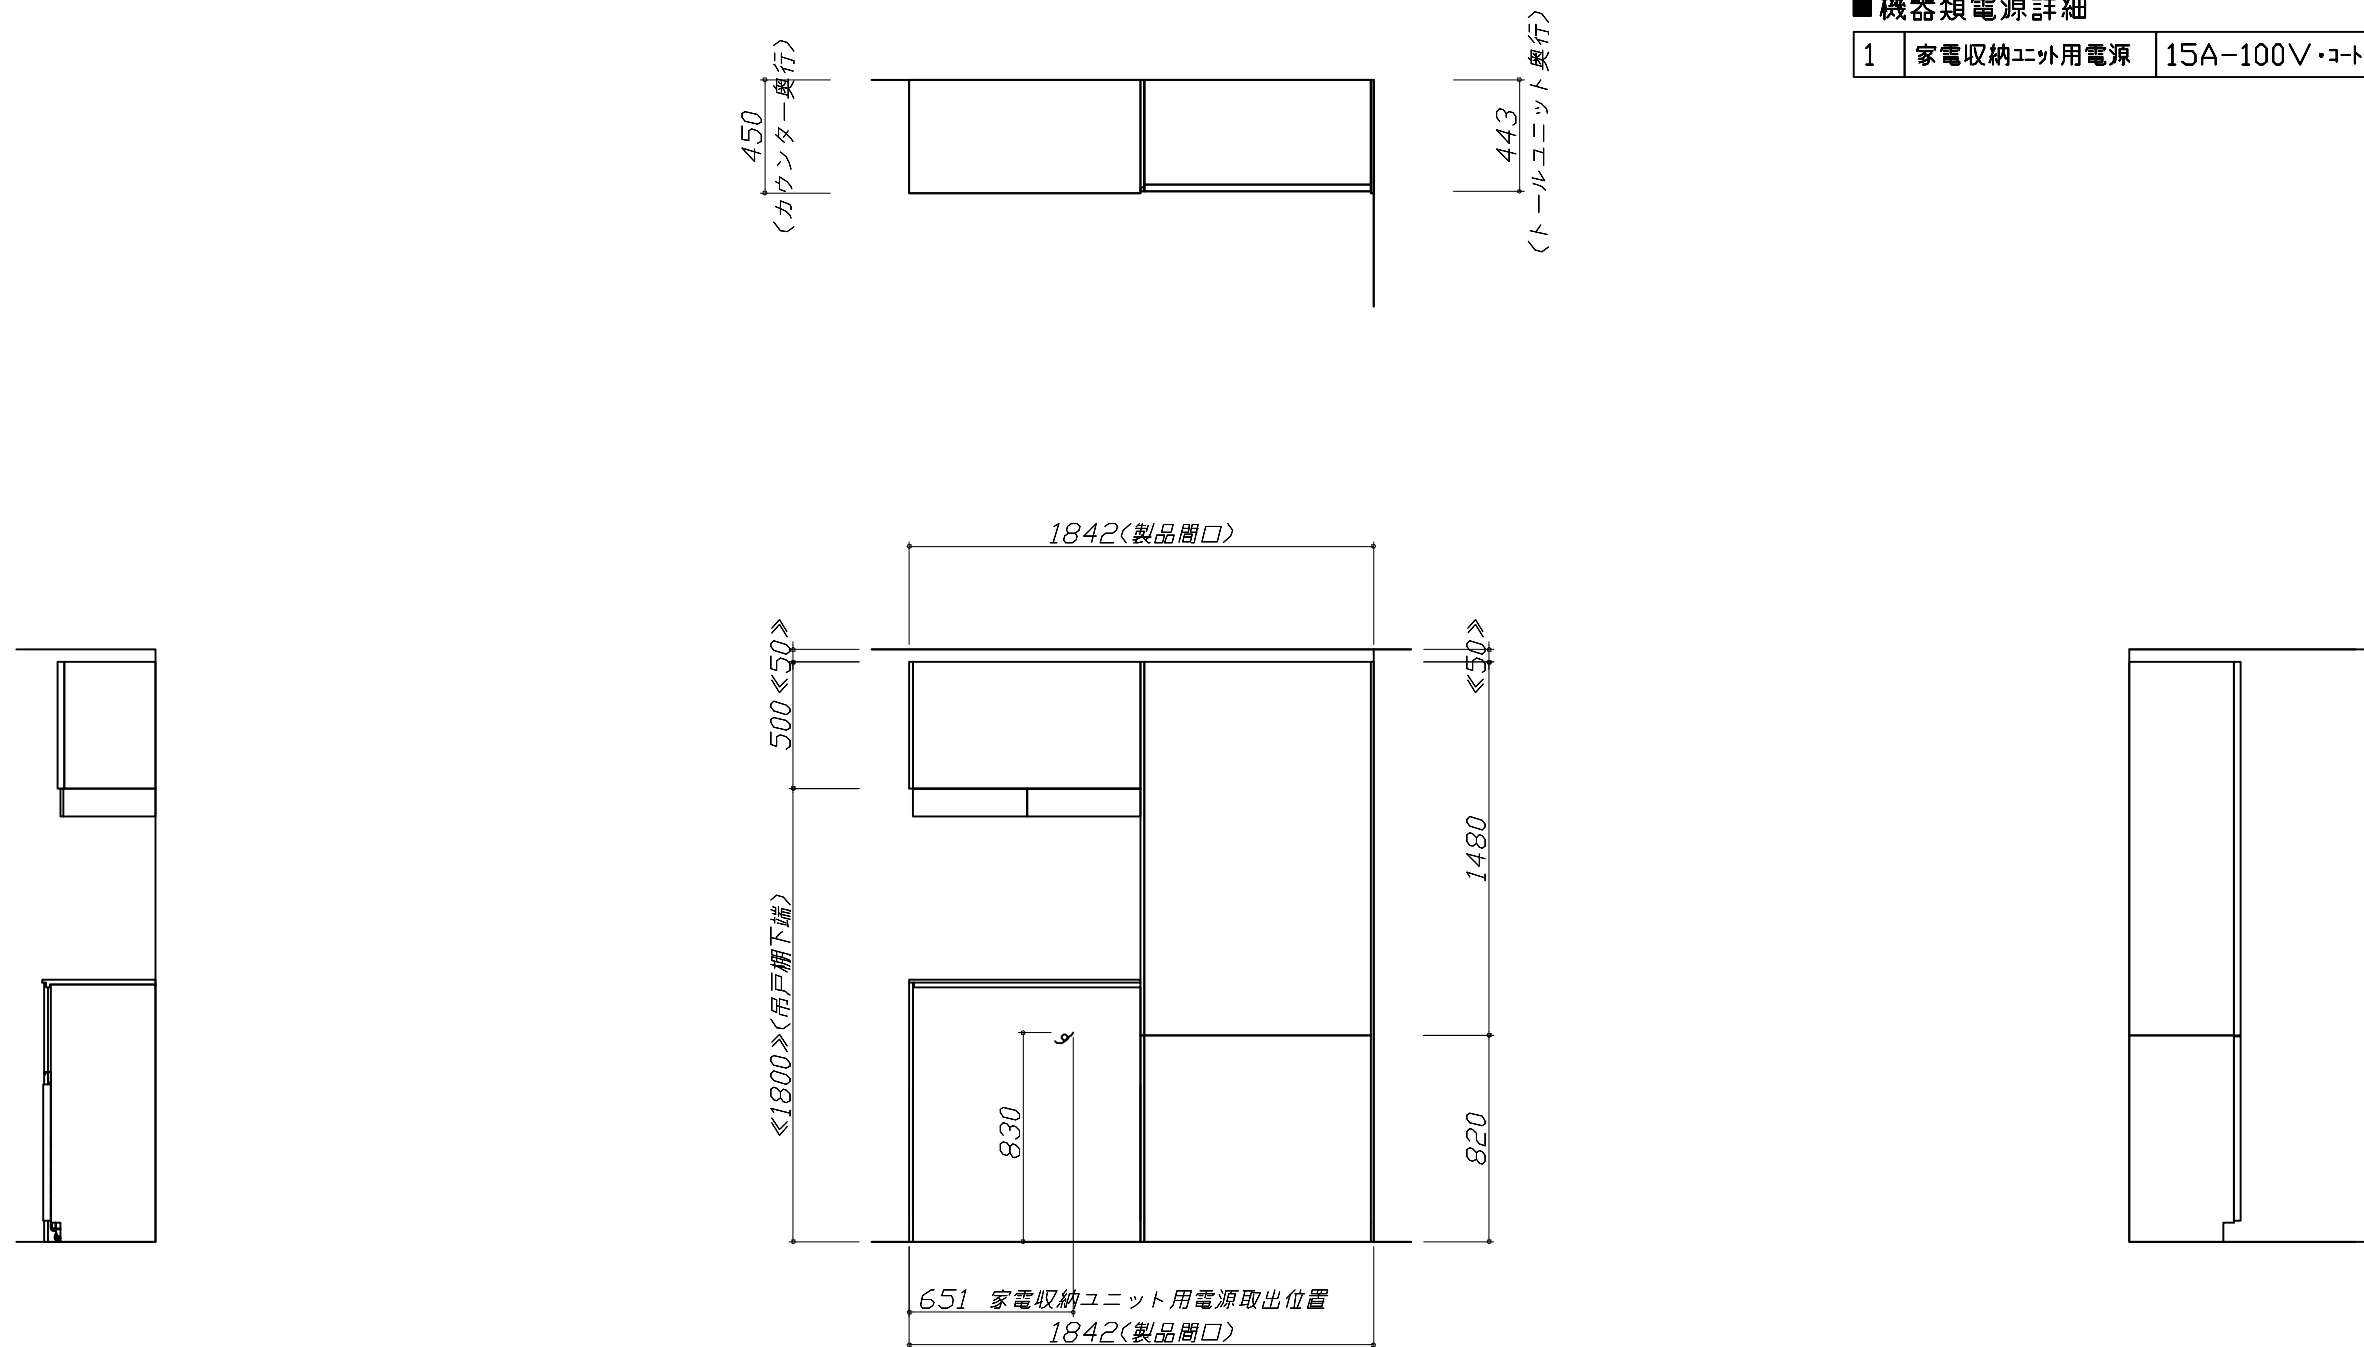 ■機器類電源詳細
1 家電収納ユニット用電源 15A-100V・コート
450
(カウンター奥行)
443
(トールユニット奥行)
1842(製品間口)
≪50≫
500
≪1800≫(吊戸棚下端)
≪50≫
1480
820
830
651 家電収納ユニット用電源取出位置
1842(製品間口)